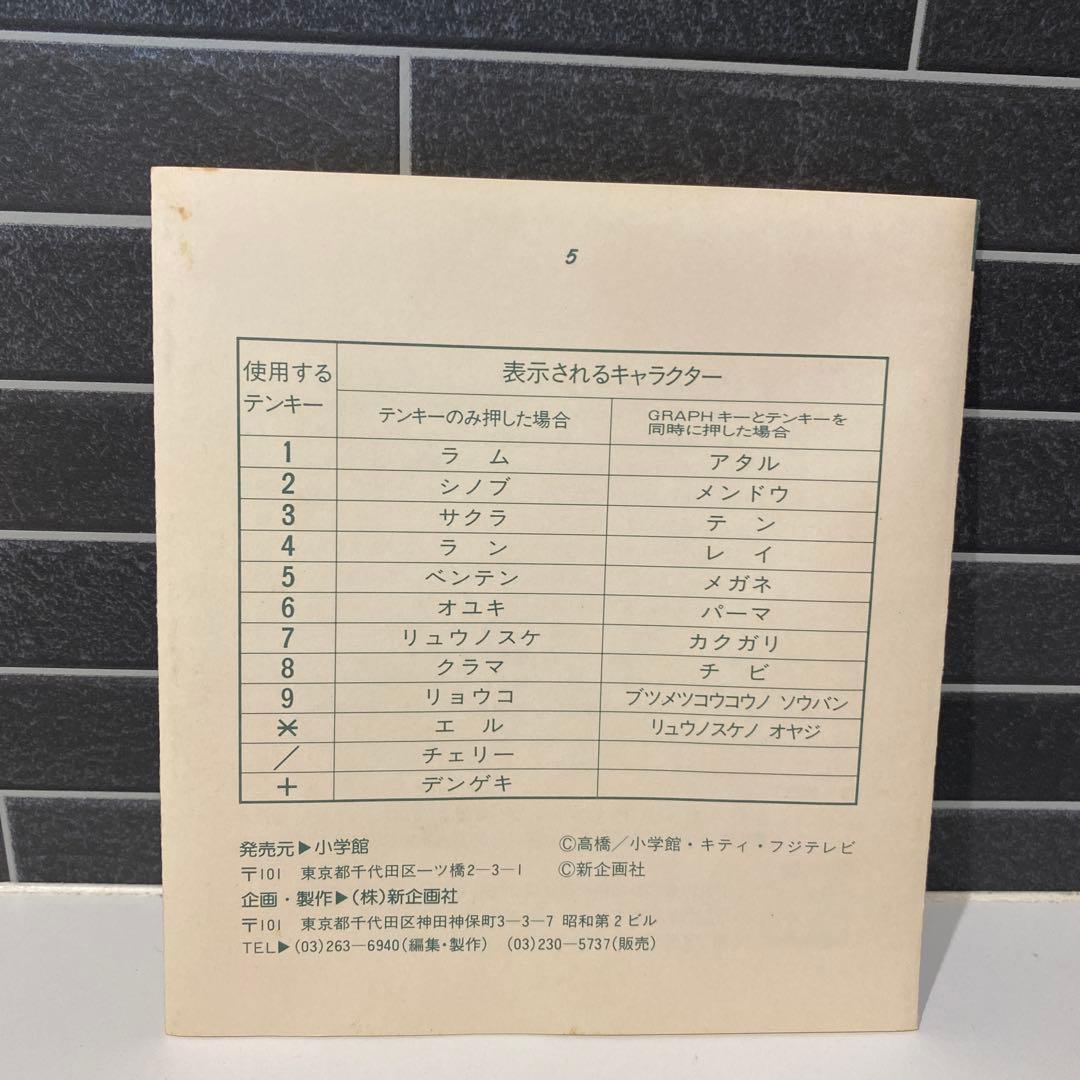 5
使用する
テンキー
表示されるキャラクター
テンキーのみ押した場合
GRAPHキーとテンキーを
同時に押した場合
1 ラム アタル
2 シノブ メンドウ
3 サクラ テン
4 ラン レイ
5 ベンテン メガネ
6 オユキ パーマ
7 リュウノスケ カクガリ
8 クラマ チビ
9 リョウコ ブツメツコウコウノ ソウバン
* エル リュウノスケノ オヤジ
/ チェリー
+ デンゲキ
発売元▶小学館
〒101 東京都千代田区一ツ橋2-3-1
企画・製作▶(株)新企画社
〒101 東京都千代田区神田神保町3-3-7 昭和第2ビル
TEL▶(03)263-6940(編集・製作) (03)230-5737(販売)
©高橋/小学館・キティ・フジテレビ
©新企画社